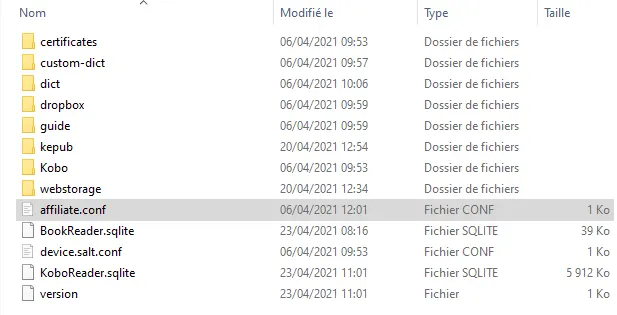 Nom Modifié le Type Taille
certificates 06/04/2021 09:53 Dossier de fichiers
custom-dict 06/04/2021 09:57 Dossier de fichiers
dict 06/04/2021 10:06 Dossier de fichiers
dropbox 06/04/2021 09:59 Dossier de fichiers
guide 06/04/2021 09:59 Dossier de fichiers
kepub 20/04/2021 12:54 Dossier de fichiers
Kobo 06/04/2021 09:53 Dossier de fichiers
webstorage 20/04/2021 12:34 Dossier de fichiers
affiliate.conf 06/04/2021 12:01 Fichier CONF 1 Ko
BookReader.sqlite 23/04/2021 08:16 Fichier SQLITE 39 Ko
device.salt.conf 06/04/2021 09:53 Fichier CONF 1 Ko
KoboReader.sqlite 23/04/2021 11:01 Fichier SQLITE 5 912 Ko
version 23/04/2021 11:01 Fichier 1 Ko